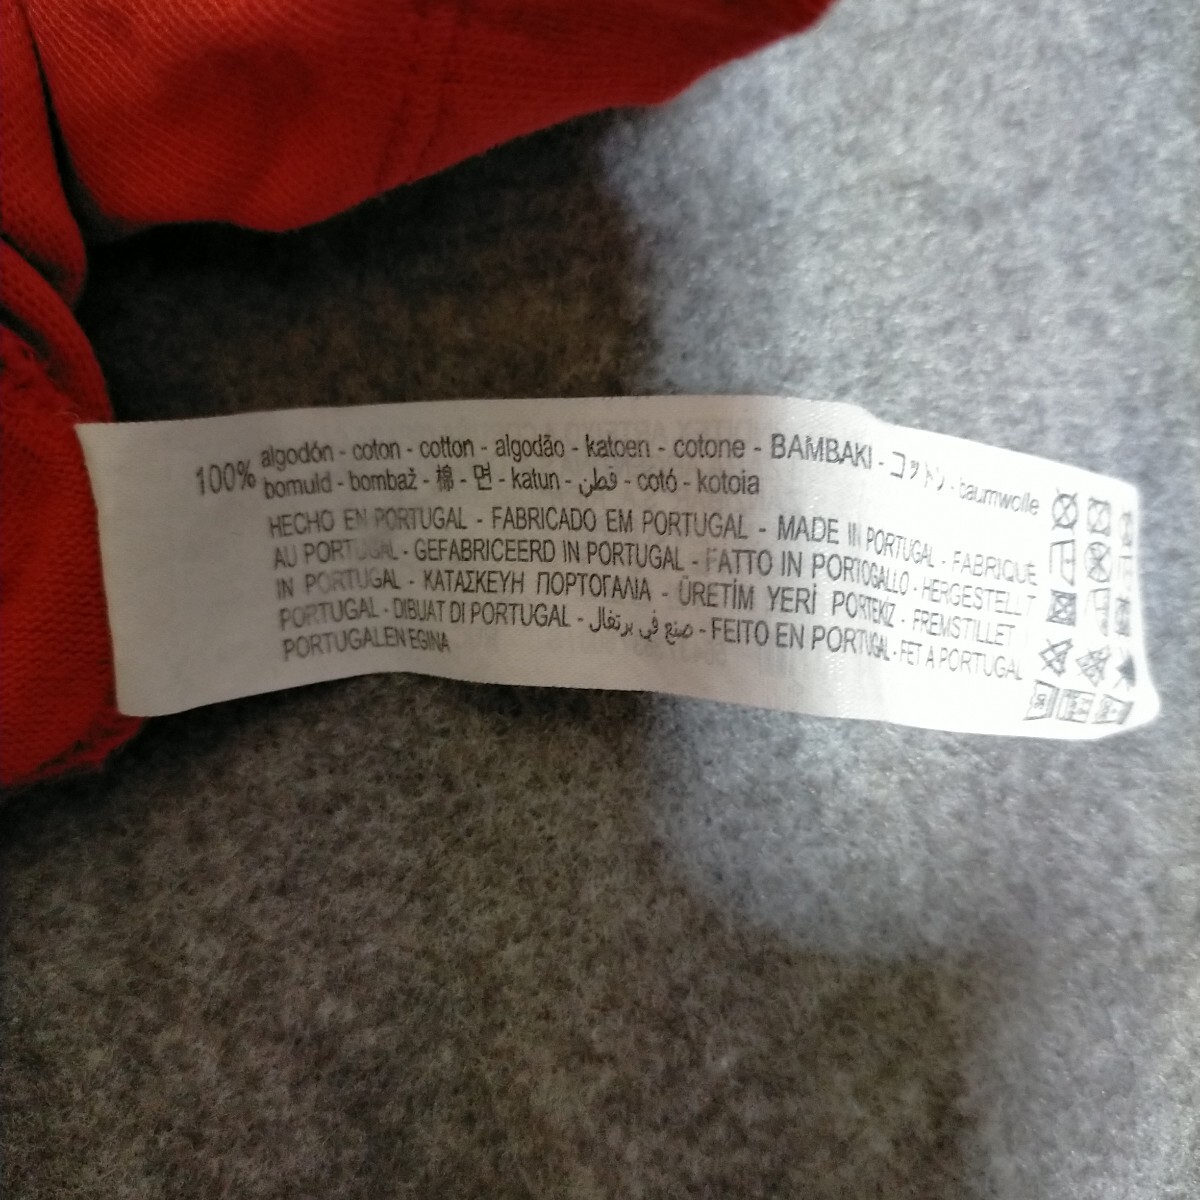 100% algodón - coton - cotton - algodão - katoen - cotone - BAMBAKI - コットン - baumwolle
bomuld - bombaž - 棉 - 면 - katun - قطن - cotó - kotoia
HECHO EN PORTUGAL - FABRICADO EM PORTUGAL - MADE IN PORTUGAL - FABRIQUÉ
AU PORTUGAL - GEFABRICEERD IN PORTUGAL - FATTO IN PORTOGALLO - HERGESTELLT
IN PORTUGAL - ΚΑΤΑΣΚΕΥΗ ΠΟΡΤΟΓΑΛΙΑ - ÜRETİM YERİ PORTEKİZ - FREMSTILLET I
PORTUGAL - DIBUAT DI PORTUGAL - صنع في برتغال - FEITO EN PORTUGAL - FET A PORTUGAL
PORTUGALEN EGINA